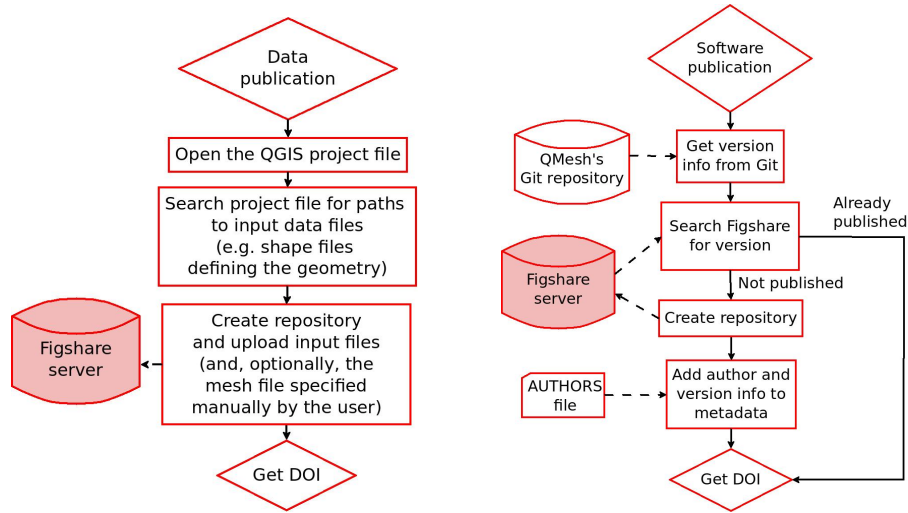 Data
publication
Open the QGIS project file
Search project file for paths
to input data files
(e.g. shape files
defining the geometry)
Create repository
and upload input files
(and, optionally, the
mesh file specified
manually by the user)
Figshare
server
Get DOI
Software
publication
QMesh's
Git repository
Get version
info from Git
Search Figshare
for version
Already
published
Figshare
server
Not published
Create repository
AUTHORS
file
Add author and
version info to
metadata
Get DOI